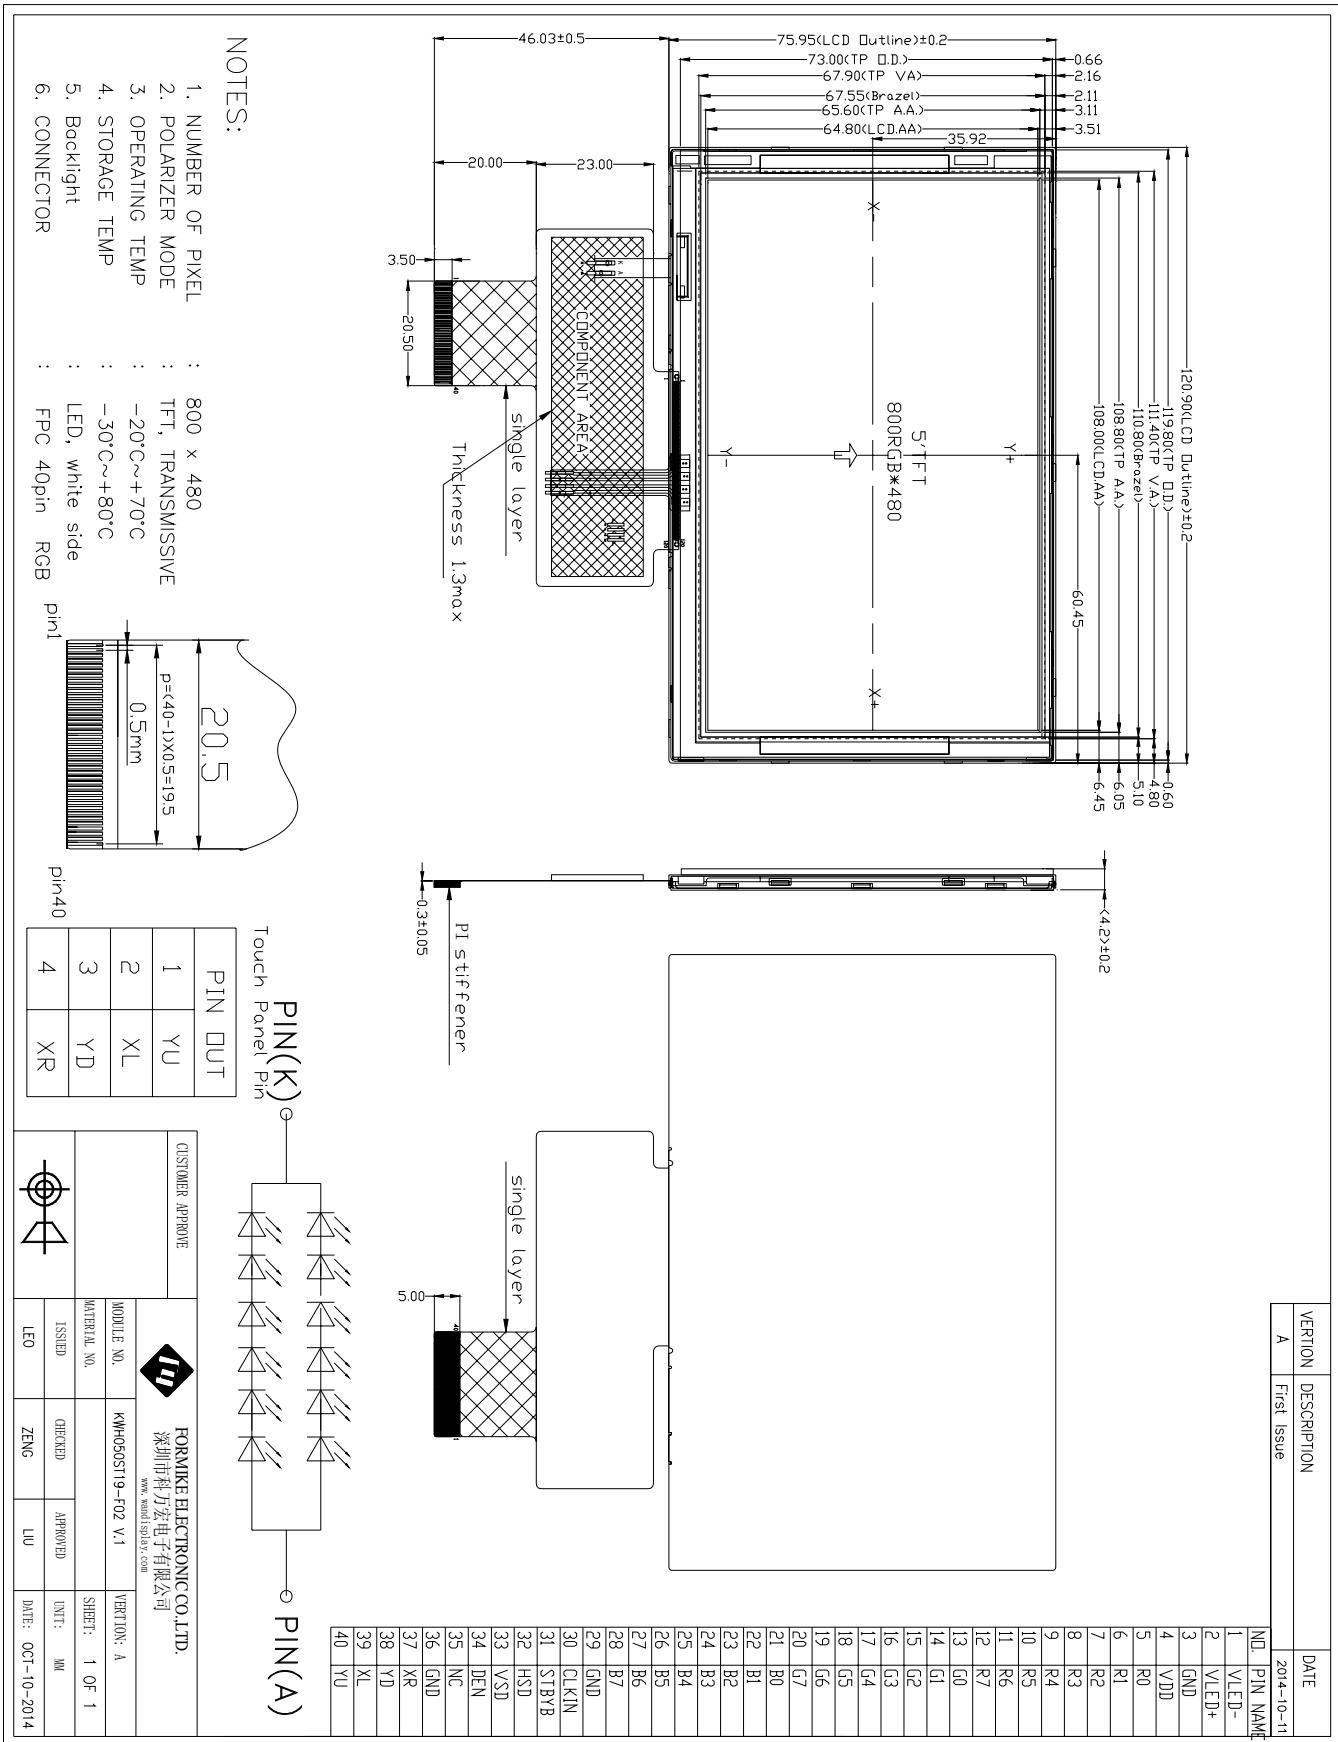 VERTION DESCRIPTION DATE
A First Issue 2014-10-11
46.03±0.5
75.95(LCD Outline)±0.2
73.00(TP O.D.)
67.90(TP VA)
67.55(Brazel)
65.60(TP A.A.)
64.80(LCD.AA)
35.92
0.66
2.16
2.11
3.11
3.51
20.00
23.00
3.50
20.50
120.90(LCD Outline)±0.2
119.80(TP O.D.)
111.40(TP V.A.)
110.80(Brazel)
108.80(TP A.A.)
108.00(LCD.AA)
60.45
0.60
4.80
5.10
6.05
6.45
X-
X+
Y+
Y-
5'TFT
800RGB*480
COMPONENT AREA
K
A
1
40
single layer
Thickness 1.3max
(4.2)±0.2
0.3±0.05
PI stiffener
single layer
5.00
40
1
NOTES:
1. NUMBER OF PIXEL : 800 x 480
2. POLARIZER MODE : TFT, TRANSMISSIVE
3. OPERATING TEMP : -20°C~+70°C
4. STORAGE TEMP : -30°C~+80°C
5. Backlight : LED, white side
6. CONNECTOR : FPC 40pin RGB
20.5
p=(40-1)X0.5=19.5
0.5mm
pin1
pin40
Touch Panel Pin
PIN OUT
1 YU
2 XL
3 YD
4 XR
PIN(K)
PIN(A)
NO. PIN NAME
1 VLED-
2 VLED+
3 GND
4 VDD
5 R0
6 R1
7 R2
8 R3
9 R4
10 R5
11 R6
12 R7
13 G0
14 G1
15 G2
16 G3
17 G4
18 G5
19 G6
20 G7
21 B0
22 B1
23 B2
24 B3
25 B4
26 B5
27 B6
28 B7
29 GND
30 CLKIN
31 STBYB
32 HSD
33 VSD
34 DEN
35 NC
36 GND
37 XR
38 YD
39 XL
40 YU
CUSTOMER APPROVE
FORMIKE ELECTRONIC CO.,LTD.
深圳市科万宏电子有限公司
www.wandisplay.com
MODULE NO. KWH050ST19-F02 V.1 VERTION: A
MATERIAL NO. SHEET: 1 OF 1
ISSUED CHECKED APPROVED UNIT: MM
LEO ZENG LIU DATE: OCT-10-2014